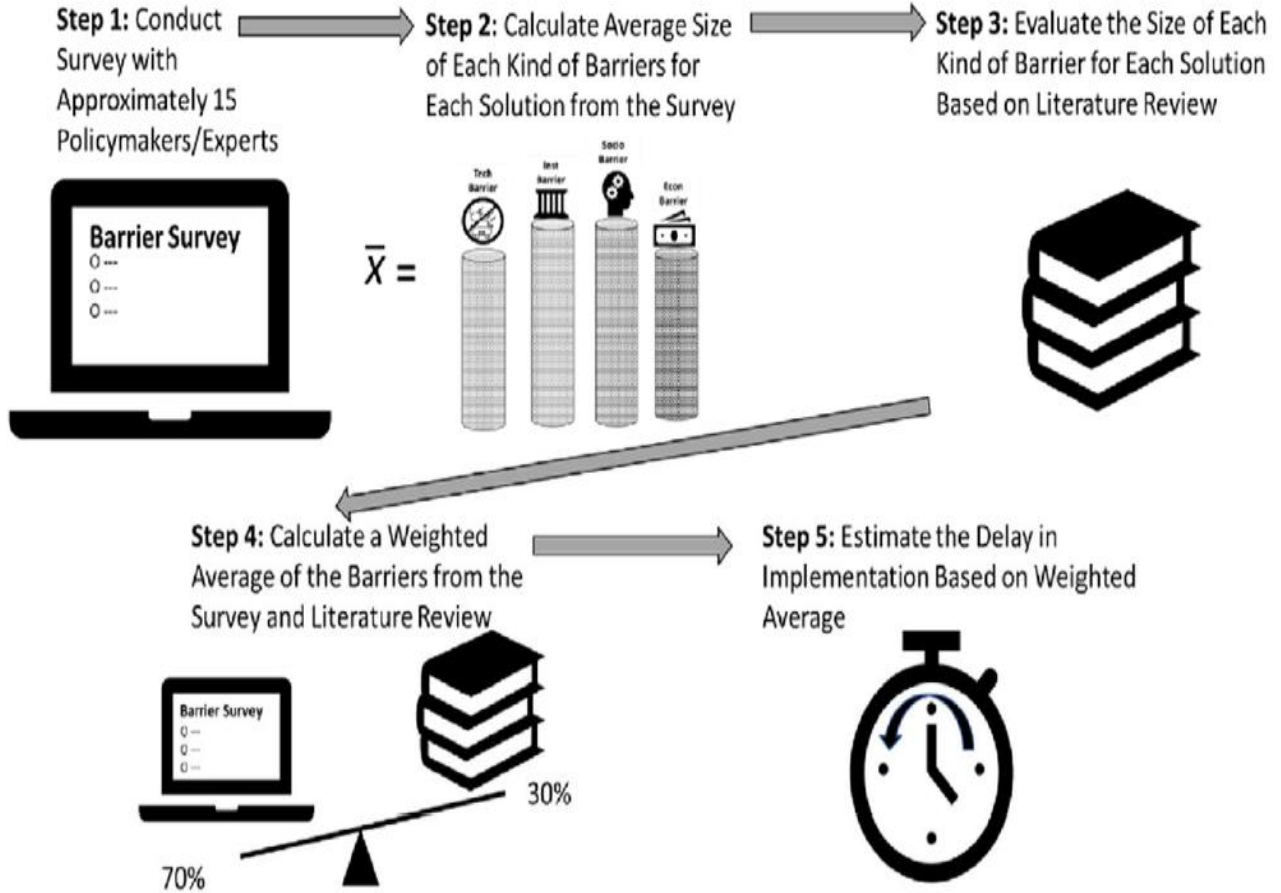 Step 1: Conduct
Survey with
Approximately 15
Policymakers/Experts
Step 2: Calculate Average Size
of Each Kind of Barriers for
Each Solution from the Survey
Step 3: Evaluate the Size of Each
Kind of Barrier for Each Solution
Based on Literature Review
Barrier Survey
O ---
O ---
O ---
x̄ =
Tech
Barrier
Inst
Barrier
Socio
Barrier
Econ
Barrier
Step 4: Calculate a Weighted
Average of the Barriers from the
Survey and Literature Review
Step 5: Estimate the Delay in
Implementation Based on Weighted
Average
Barrier Survey
O ---
O ---
O ---
30%
70%